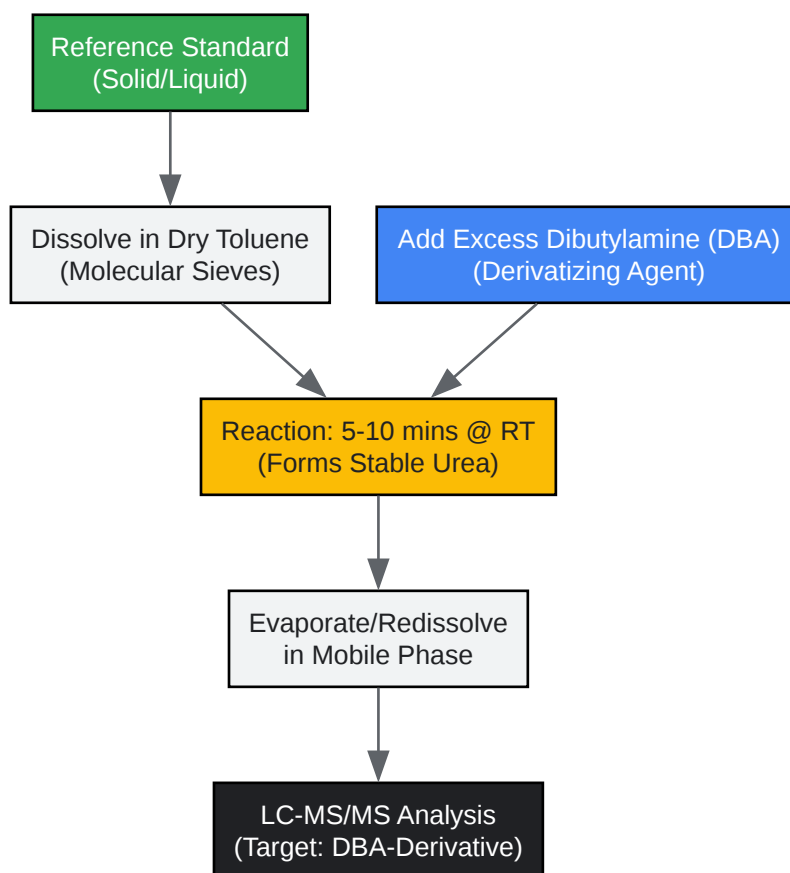 Reference Standard
(Solid/Liquid)
Dissolve in Dry Toluene
(Molecular Sieves)
Add Excess Dibutylamine (DBA)
(Derivatizing Agent)
Reaction: 5-10 mins @ RT
(Forms Stable Urea)
Evaporate/Redissolve
in Mobile Phase
LC-MS/MS Analysis
(Target: DBA-Derivative)